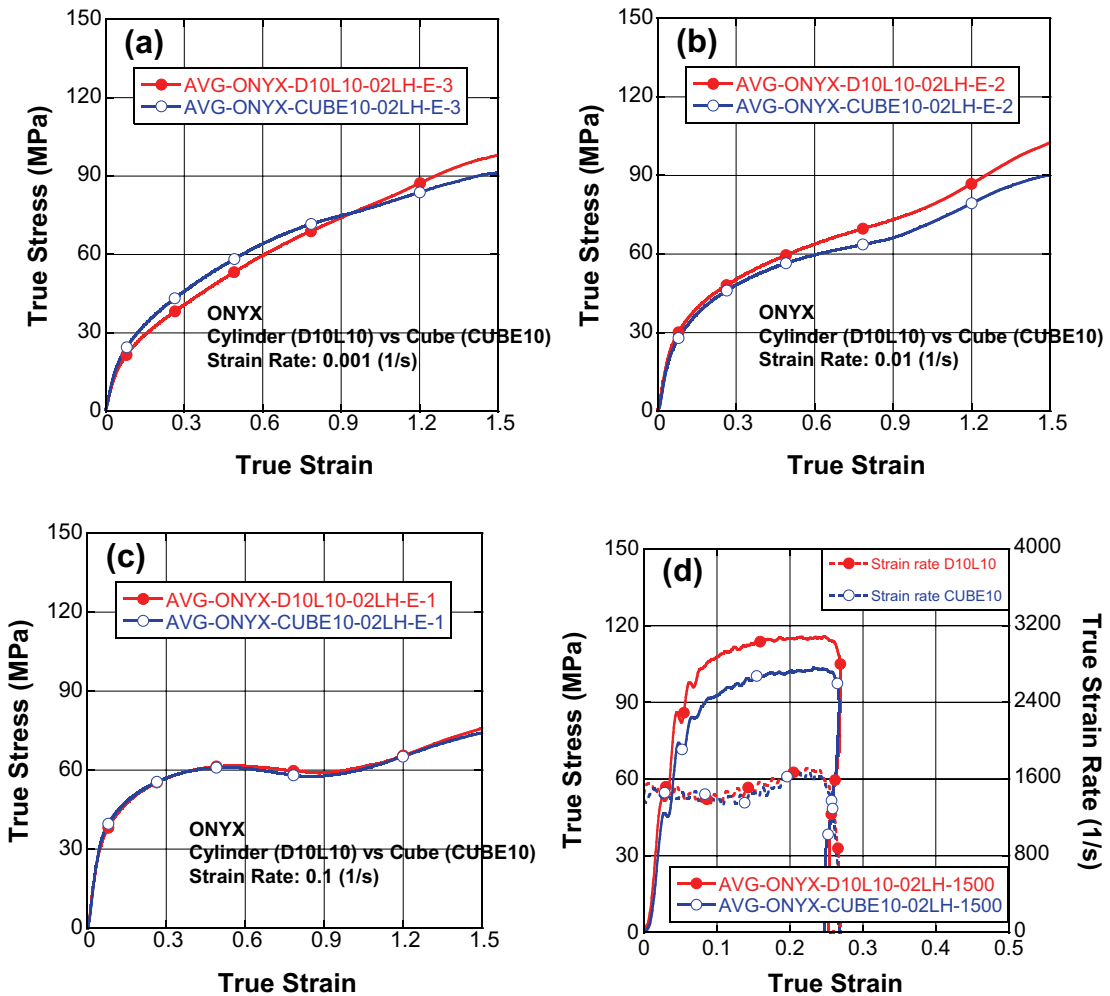 (a)
150
120
90
60
30
0
True Stress (MPa)
AVG-ONYX-D10L10-02LH-E-3
AVG-ONYX-CUBE10-02LH-E-3
ONYX
Cylinder (D10L10) vs Cube (CUBE10)
Strain Rate: 0.001 (1/s)
0 0.3 0.6 0.9 1.2 1.5
True Strain
(b)
150
120
90
60
30
0
True Stress (MPa)
AVG-ONYX-D10L10-02LH-E-2
AVG-ONYX-CUBE10-02LH-E-2
ONYX
Cylinder (D10L10) vs Cube (CUBE10)
Strain Rate: 0.01 (1/s)
0 0.3 0.6 0.9 1.2 1.5
True Strain
(c)
150
120
90
60
30
0
True Stress (MPa)
AVG-ONYX-D10L10-02LH-E-1
AVG-ONYX-CUBE10-02LH-E-1
ONYX
Cylinder (D10L10) vs Cube (CUBE10)
Strain Rate: 0.1 (1/s)
0 0.3 0.6 0.9 1.2 1.5
True Strain
(d)
150
120
90
60
30
0
True Stress (MPa)
Strain rate D10L10
Strain rate CUBE10
AVG-ONYX-D10L10-02LH-1500
AVG-ONYX-CUBE10-02LH-1500
4000
3200
2400
1600
800
0
True Strain Rate (1/s)
0 0.1 0.2 0.3 0.4 0.5
True Strain